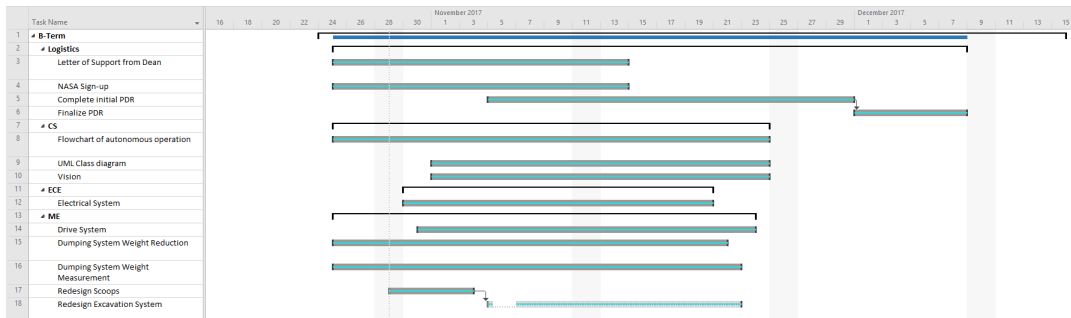 November 2017 December 2017
Task Name 16 18 20 22 24 26 28 30 1 3 5 7 9 11 13 15 17 19 21 23 25 27 29 1 3 5 7 9 11 13 15
1 B-Term
2 Logistics
3 Letter of Support from Dean
4 NASA Sign-up
5 Complete initial PDR
6 Finalize PDR
7 CS
8 Flowchart of autonomous operation
9 UML Class diagram
10 Vision
11 ECE
12 Electrical System
13 ME
14 Drive System
15 Dumping System Weight Reduction
16 Dumping System Weight
Measurement
17 Redesign Scoops
18 Redesign Excavation System